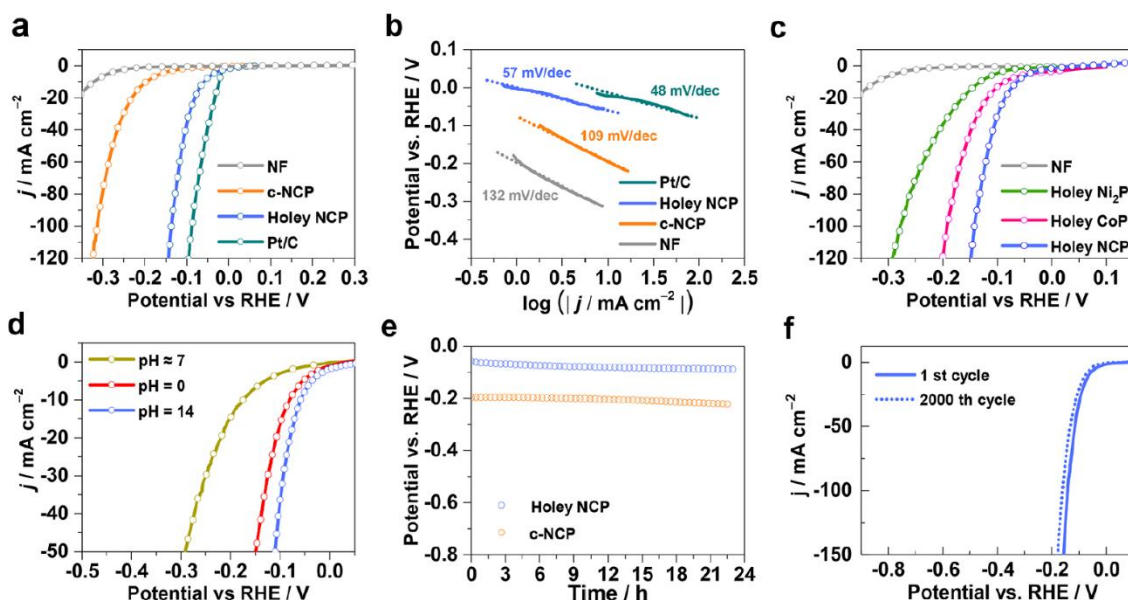 a
0
-20
-40
-60
-80
-100
-120
j / mA cm⁻²
NF
c-NCP
Holey NCP
Pt/C
-0.3 -0.2 -0.1 0.0 0.1 0.2 0.3
Potential vs RHE / V
b
0.1
0.0
-0.1
-0.2
-0.3
-0.4
Potential vs. RHE / V
57 mV/dec
48 mV/dec
109 mV/dec
132 mV/dec
Pt/C
Holey NCP
c-NCP
NF
-0.5 0.0 0.5 1.0 1.5 2.0 2.5
log (| j / mA cm⁻² |)
c
0
-20
-40
-60
-80
-100
-120
j / mA cm⁻²
NF
Holey Ni₂P
Holey CoP
Holey NCP
-0.3 -0.2 -0.1 0.0 0.1
Potential vs RHE / V
d
0
-10
-20
-30
-40
-50
j / mA cm⁻²
pH ≈ 7
pH = 0
pH = 14
-0.5 -0.4 -0.3 -0.2 -0.1 0.0
Potential vs RHE / V
e
0.0
-0.2
-0.4
-0.6
-0.8
Potential vs. RHE / V
Holey NCP
c-NCP
0 3 6 9 12 15 18 21 24
Time / h
f
0
-50
-100
-150
j / mA cm⁻²
1 st cycle
2000 th cycle
-0.8 -0.6 -0.4 -0.2 0.0
Potential vs. RHE / V